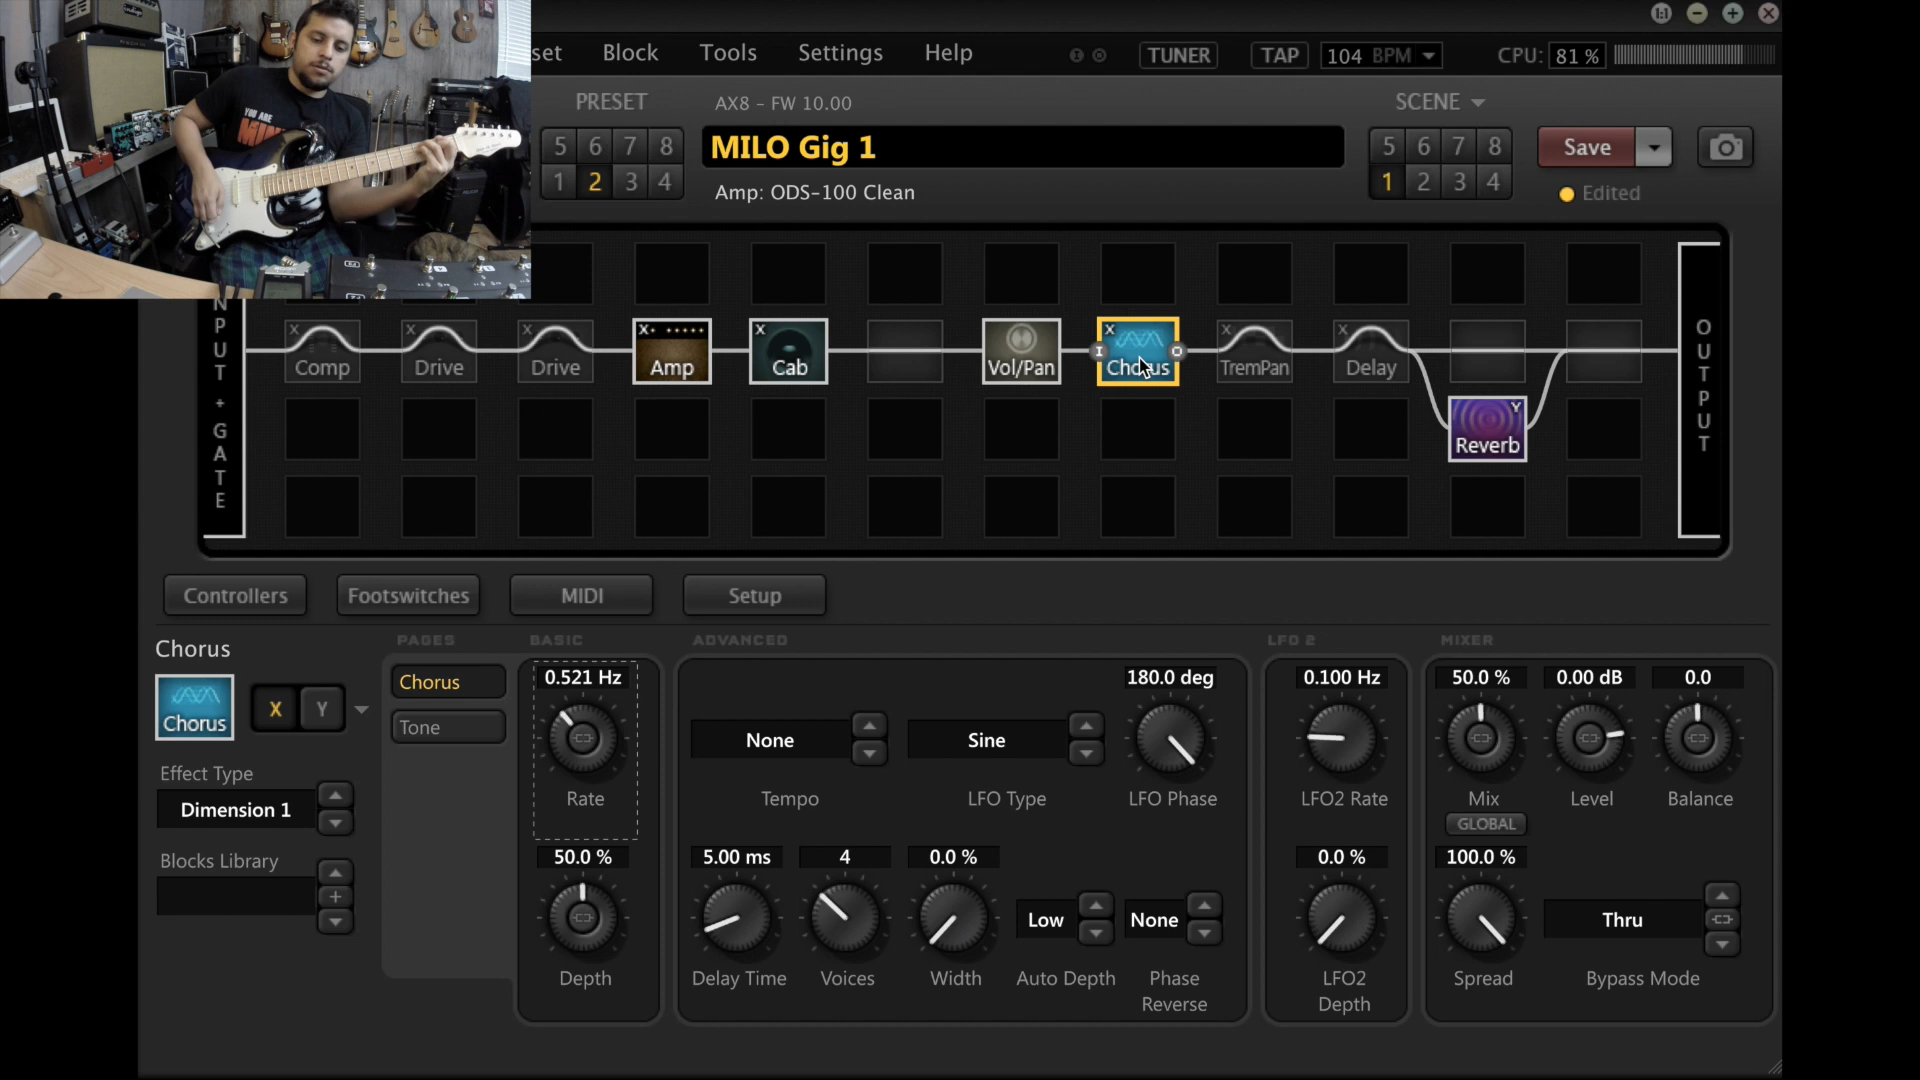 set Block Tools Settings Help TUNER TAP 104 BPM CPU: 81 %
PRESET AX8 - FW 10.00 SCENE
5 6 7 8 MILO Gig 1 5 6 7 8 Save
1 2 3 4 Amp: ODS-100 Clean 1 2 3 4 Edited
YOU ARE
NPUT + GATE
X Comp X Drive X Drive X Amp X Cab Vol/Pan X I Chorus O X TremPan X Delay
Y Reverb
OUTPUT
Controllers Footswitches MIDI Setup
Chorus PAGES BASIC ADVANCED LFO 2 MIXER
Chorus X Y Chorus 0.521 Hz 180.0 deg 0.100 Hz 50.0 % 0.00 dB 0.0
Tone None Sine
Effect Type Rate Tempo LFO Type LFO Phase LFO2 Rate Mix Level Balance
Dimension 1 GLOBAL
Blocks Library 50.0 % 5.00 ms 4 0.0 % 0.0 % 100.0 %
Low None Thru
Depth Delay Time Voices Width Auto Depth Phase Reverse LFO2 Depth Spread Bypass Mode